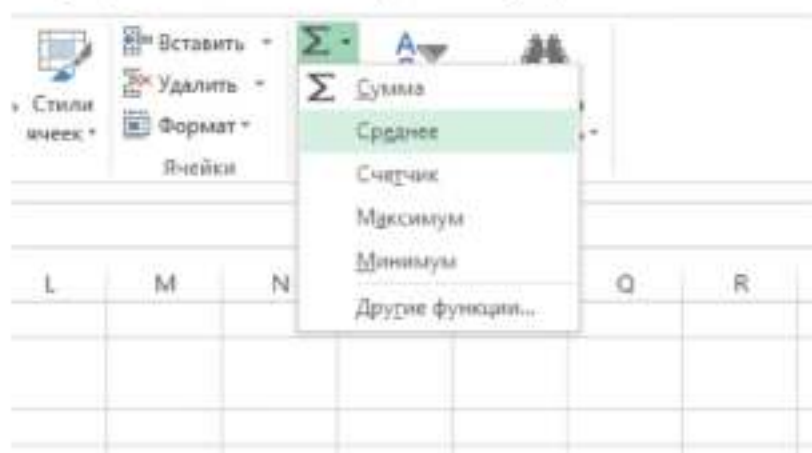 Вставить
Удалить
Формат
Стили
ячеек
Ячейки
Σ Сумма
Среднее
Счетчик
Максимум
Минимум
Другие функции...
L M N Q R